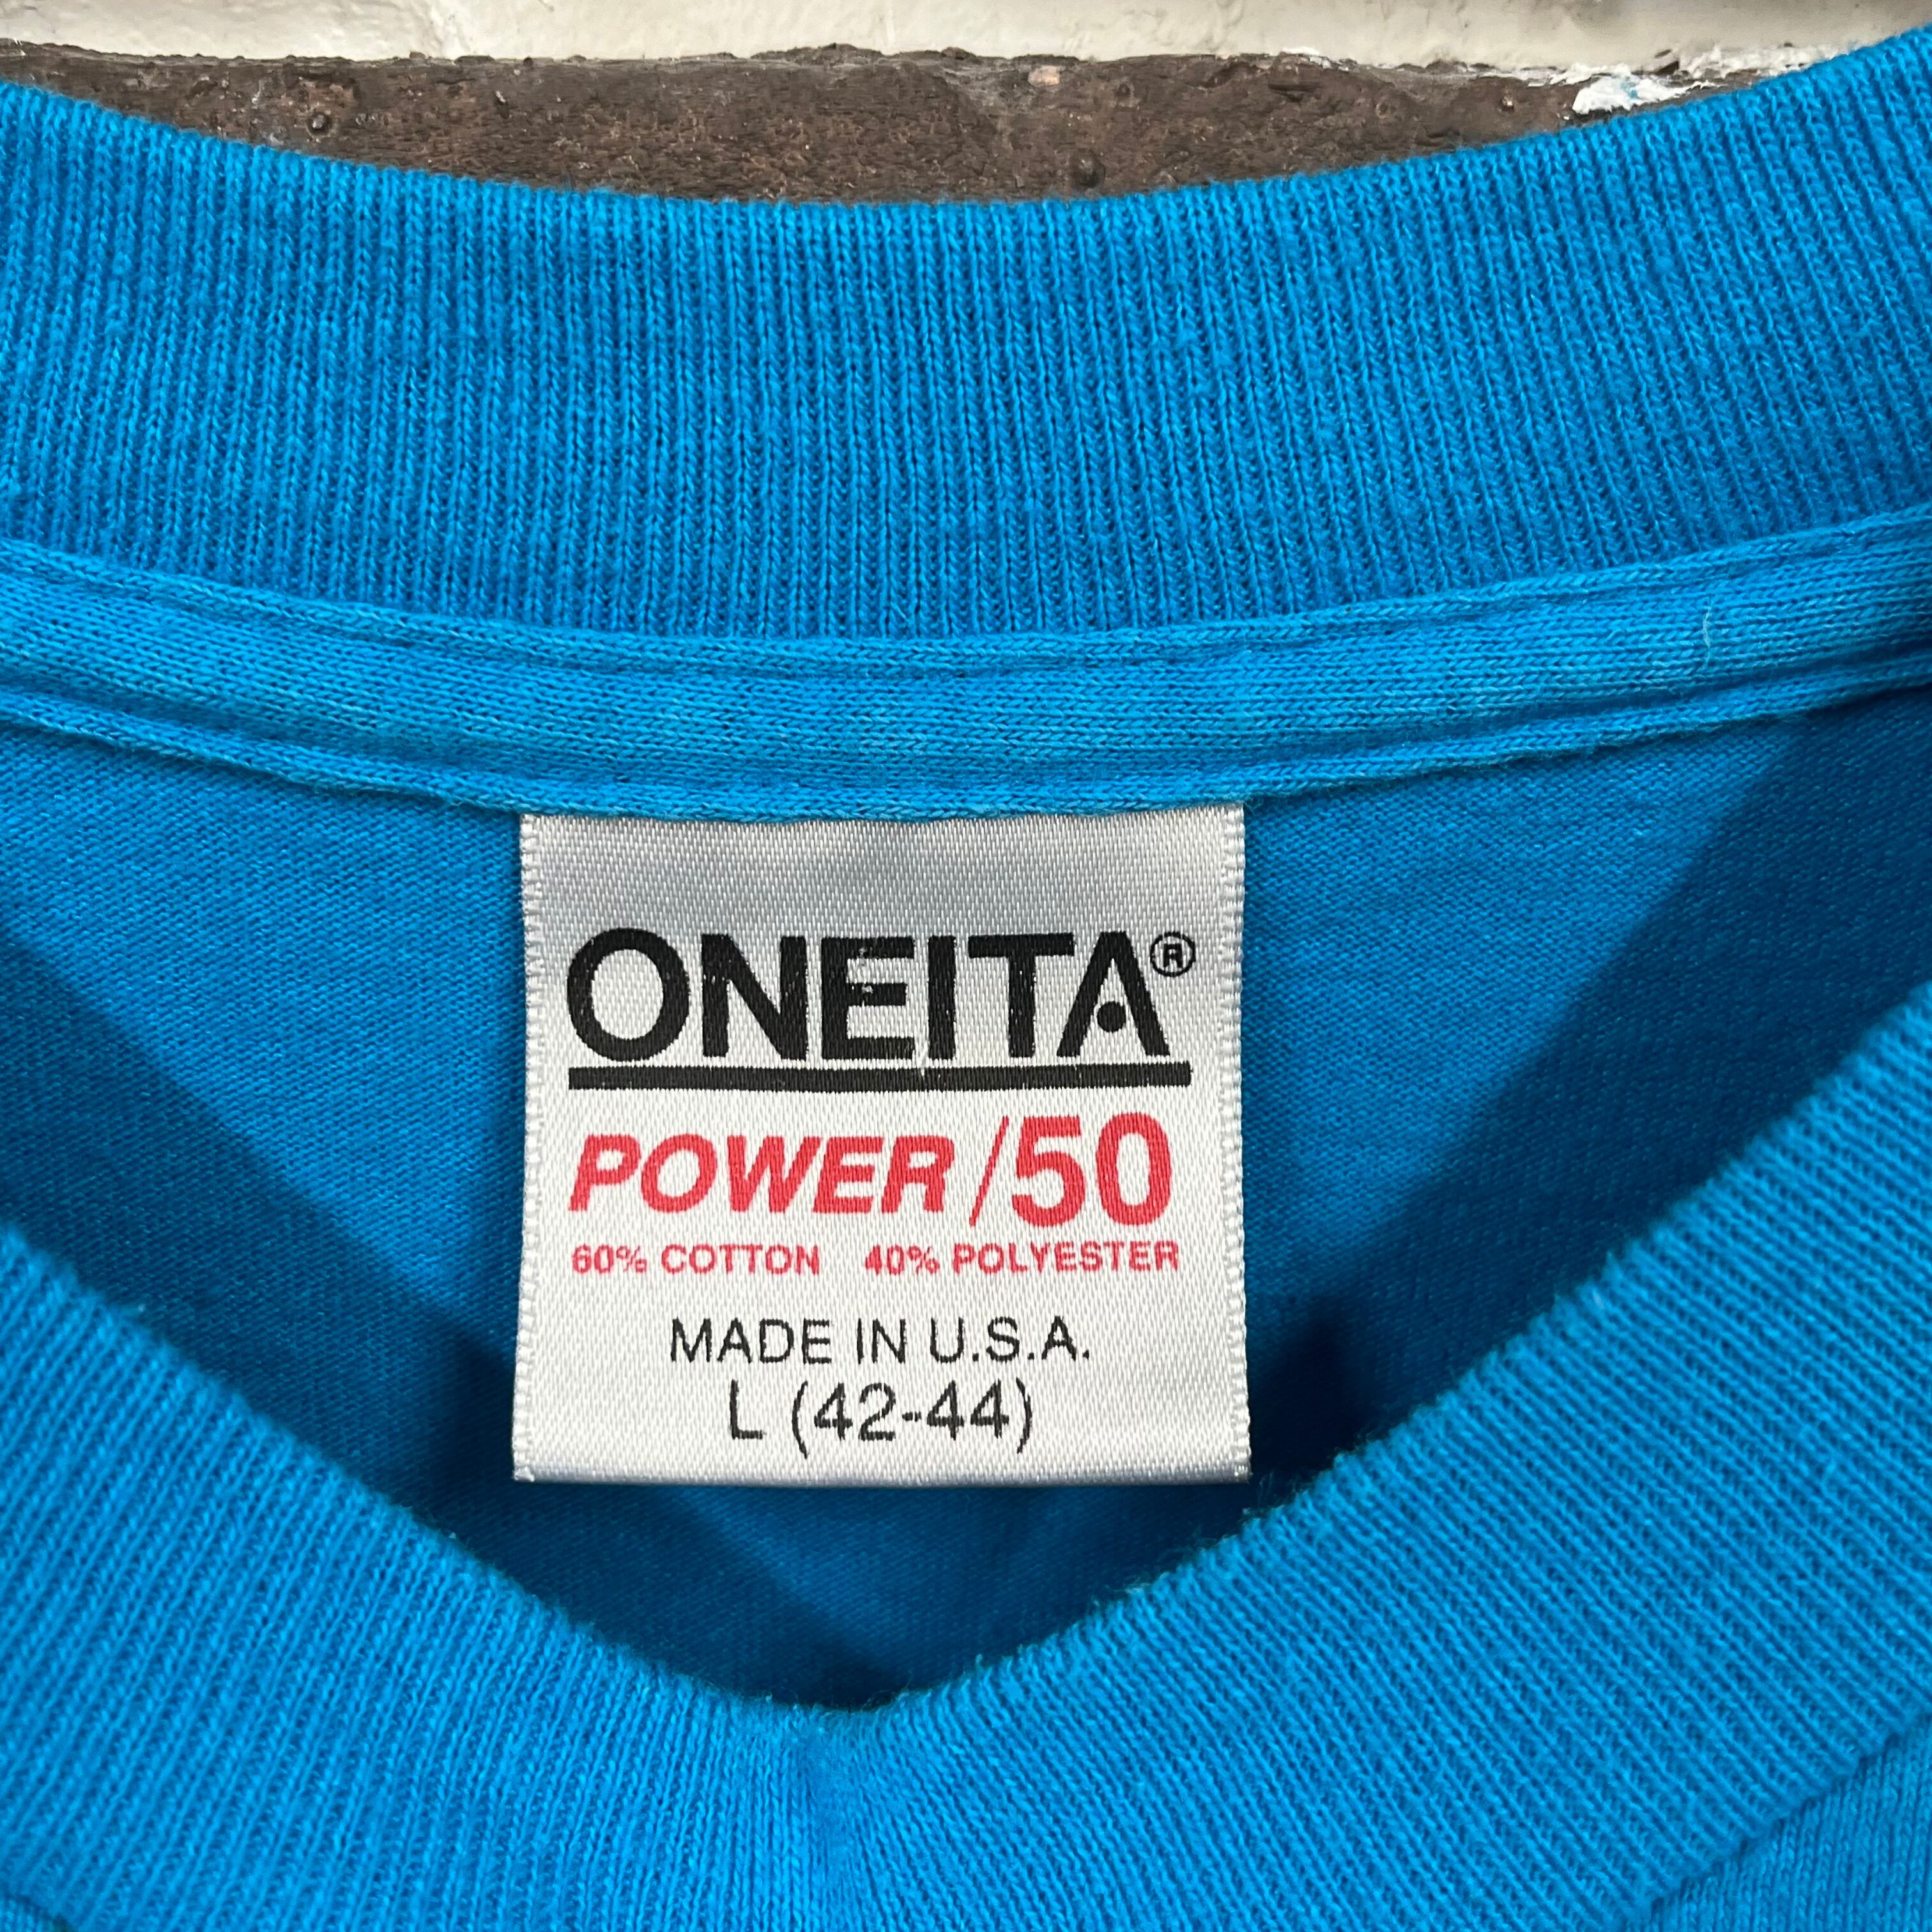 ONEITA®
POWER/50
60% COTTON 40% POLYESTER
MADE IN U.S.A.
L (42-44)